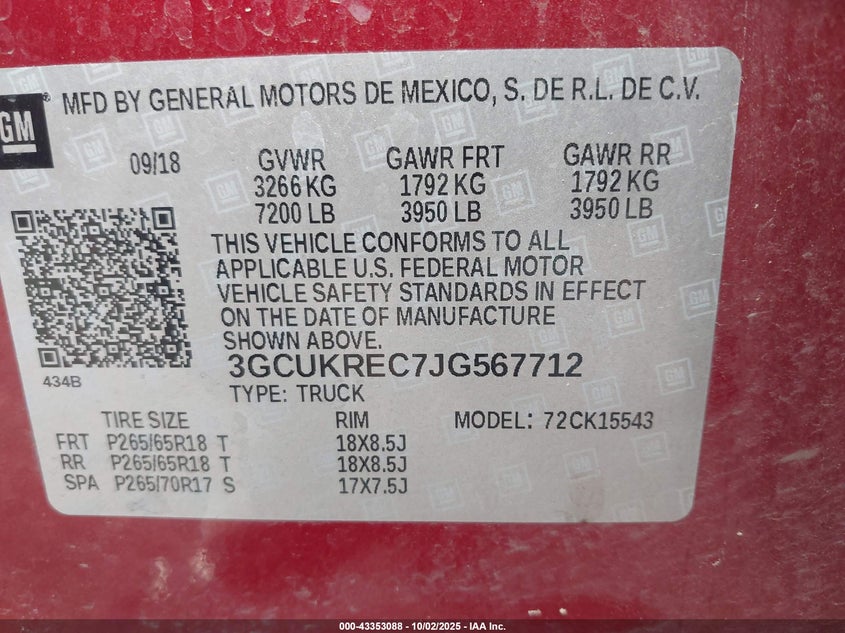 MFD BY GENERAL MOTORS DE MEXICO, S. DE R.L. DE C.V.
GM
09/18 GVWR GAWR FRT GAWR RR
3266 KG 1792 KG 1792 KG
7200 LB 3950 LB 3950 LB
THIS VEHICLE CONFORMS TO ALL
APPLICABLE U.S. FEDERAL MOTOR
VEHICLE SAFETY STANDARDS IN EFFECT
ON THE DATE OF MANUFACTURE
SHOWN ABOVE.
434B
3GCUKREC7JG567712
TYPE: TRUCK
TIRE SIZE RIM MODEL: 72CK15543
FRT P265/65R18 T 18X8.5J
RR P265/65R18 T 18X8.5J
SPA P265/70R17 S 17X7.5J
000-43353088 - 10/02/2025 - IAA Inc.